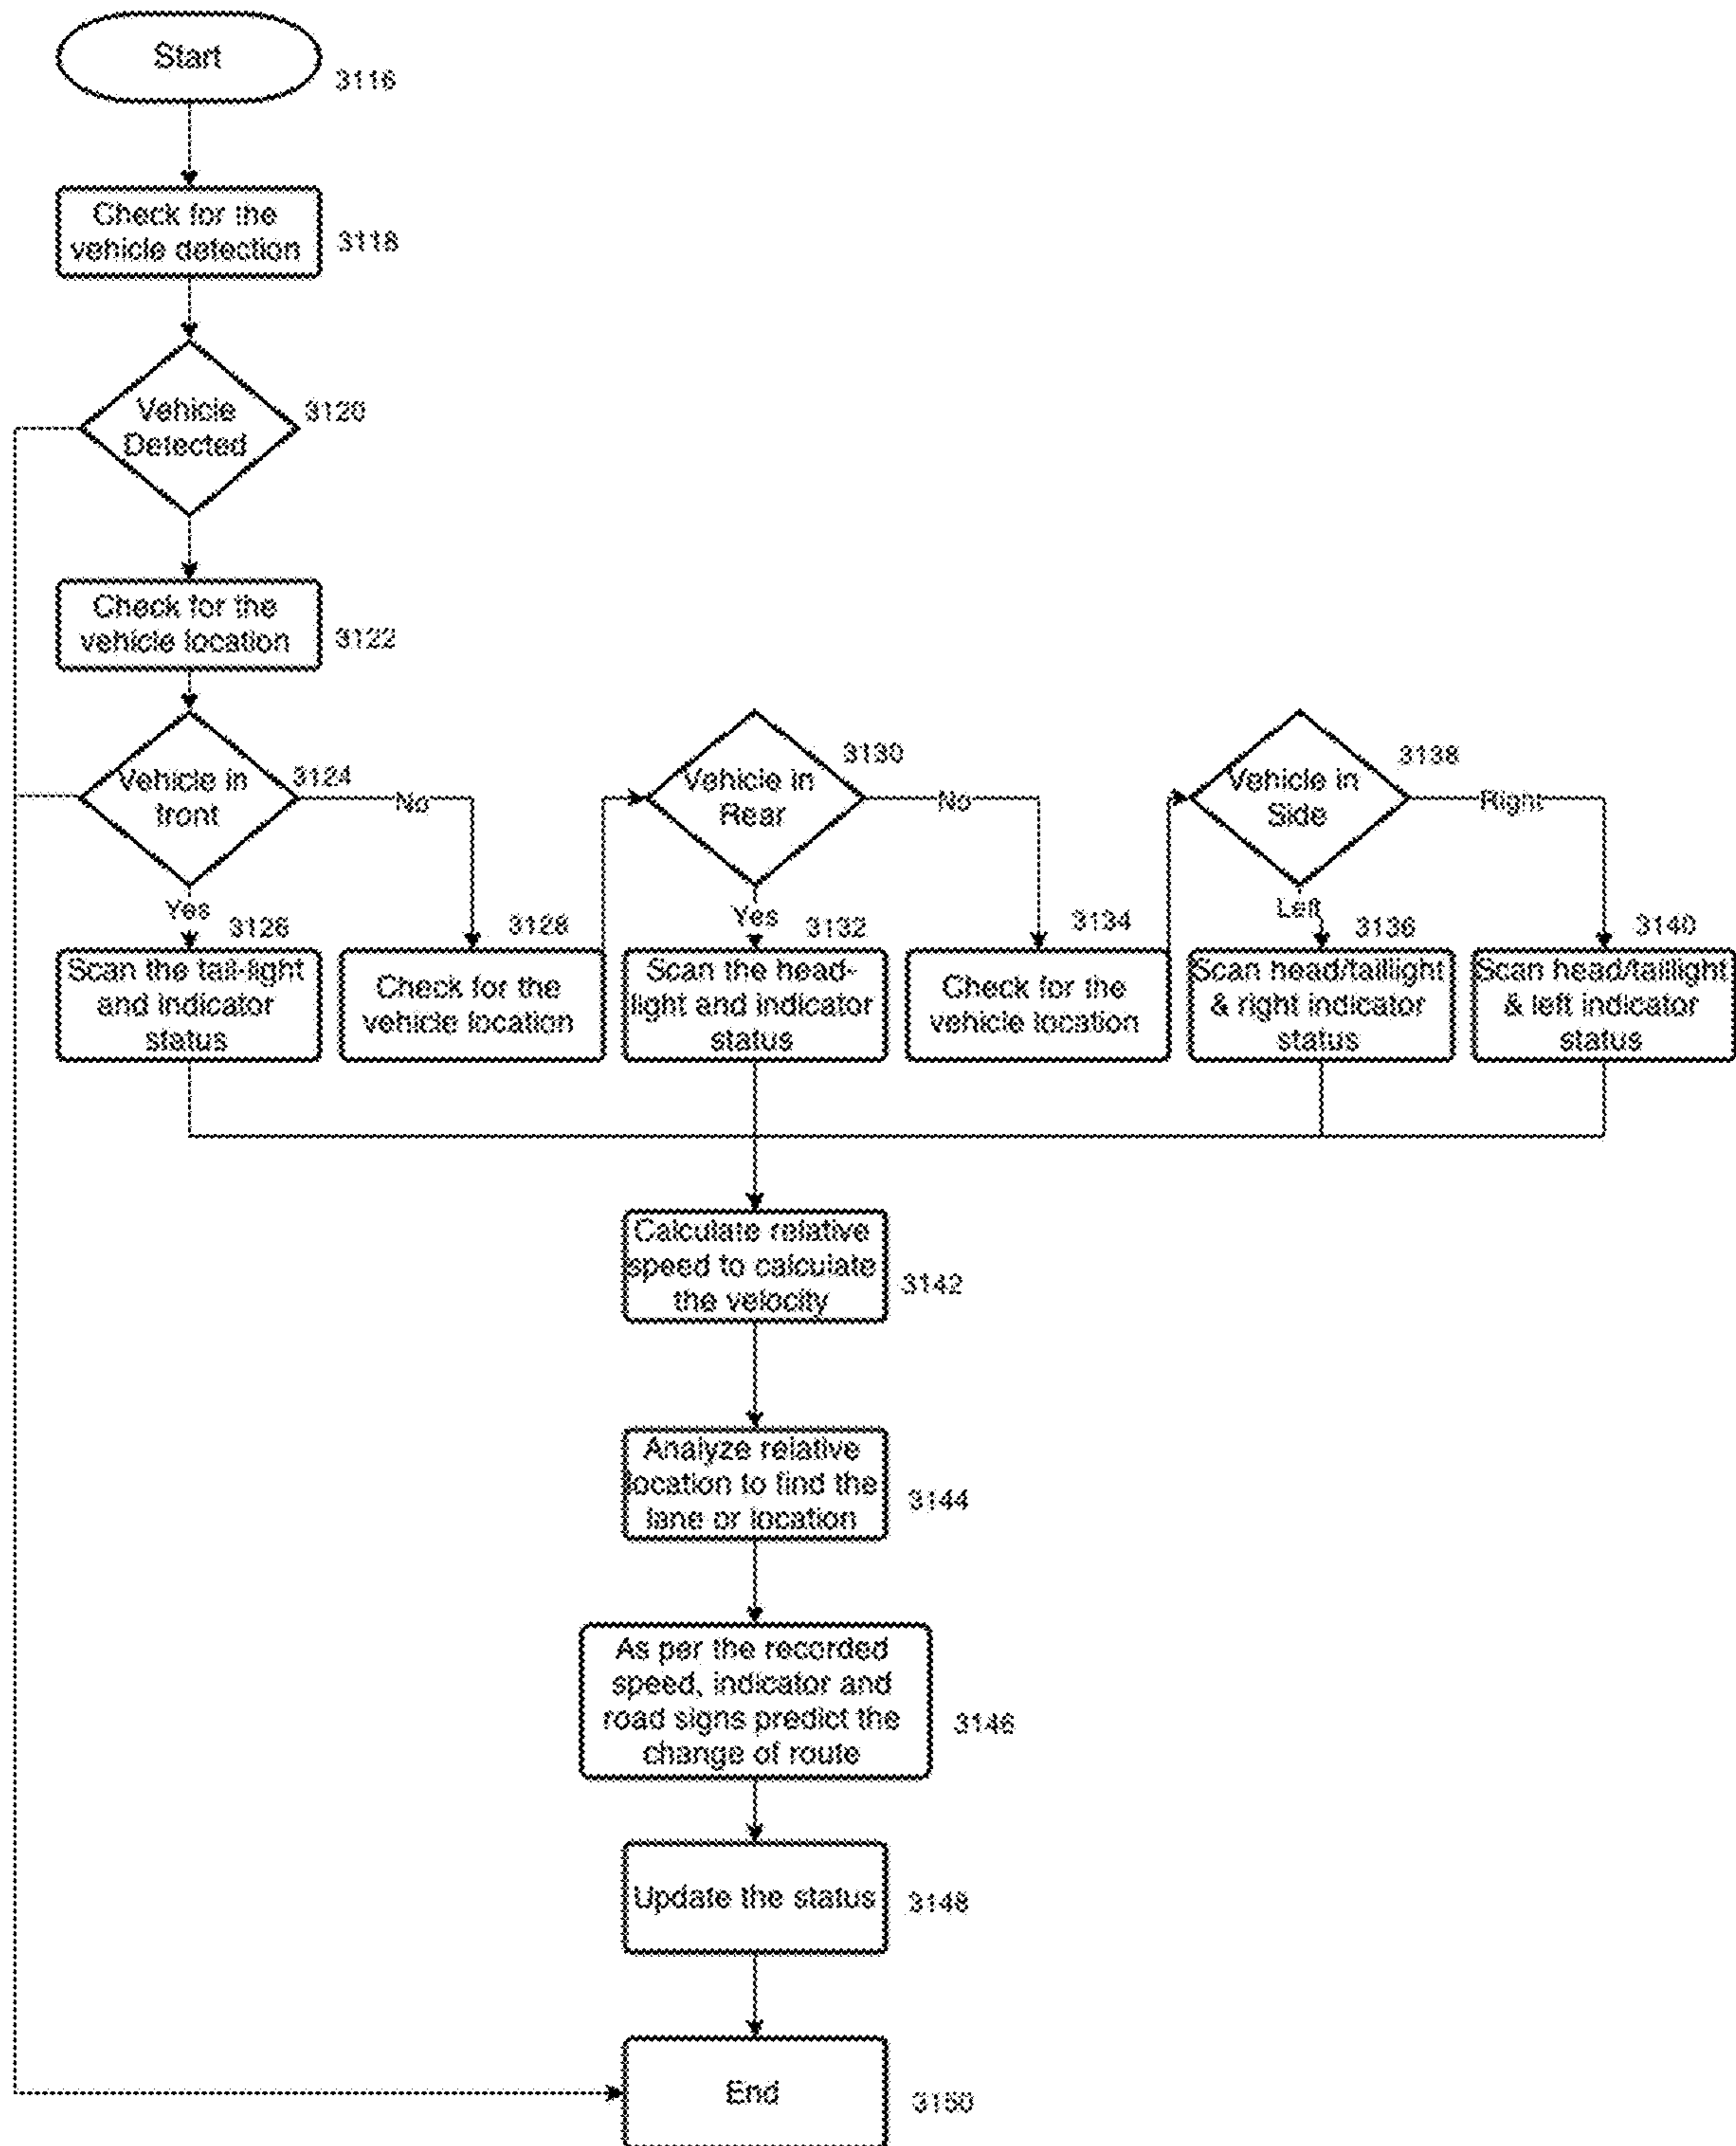 Start
3116
Check for the
vehicle detection
3118
Vehicle
Detected
3120
Check for the
vehicle location
3122
Vehicle in
front
3124
No
Yes
Vehicle in
Rear
3130
No
Yes
Vehicle in
Side
3138
Right
Left
3126
Scan the tail-light
and indicator
status
3128
Check for the
vehicle location
3132
Scan the head-
light and indicator
status
3134
Check for the
vehicle location
3136
Scan head/taillight
& right indicator
status
3140
Scan head/taillight
& left indicator
status
Calculate relative
speed to calculate
the velocity
3142
Analyze relative
location to find the
lane or location
3144
As per the recorded
speed, indicator and
road signs predict the
change of route
3146
Update the status
3148
End
3150